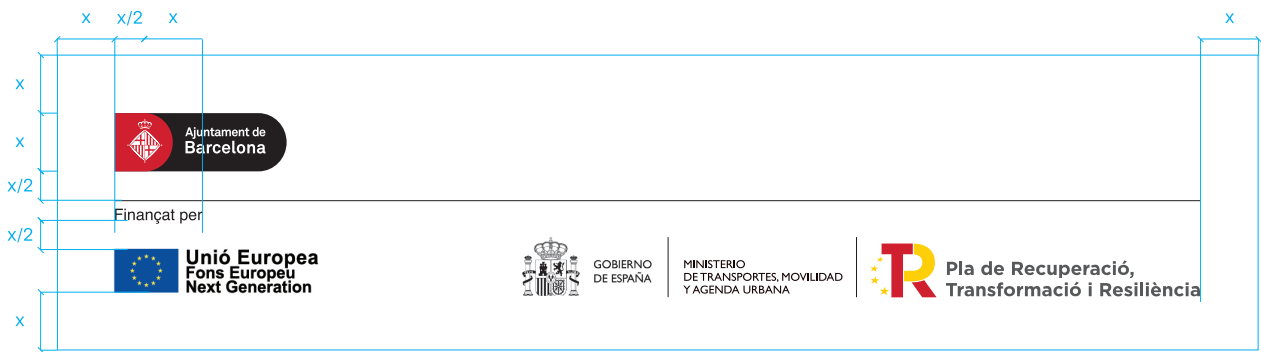 x x/2 x x
x
x
x/2
x/2
x
Ajuntament de
Barcelona
Finançat per
Unió Europea
Fons Europeu
Next Generation
GOBIERNO
DE ESPAÑA
MINISTERIO
DE TRANSPORTES, MOVILIDAD
Y AGENDA URBANA
Pla de Recuperació,
Transformació i Resiliència